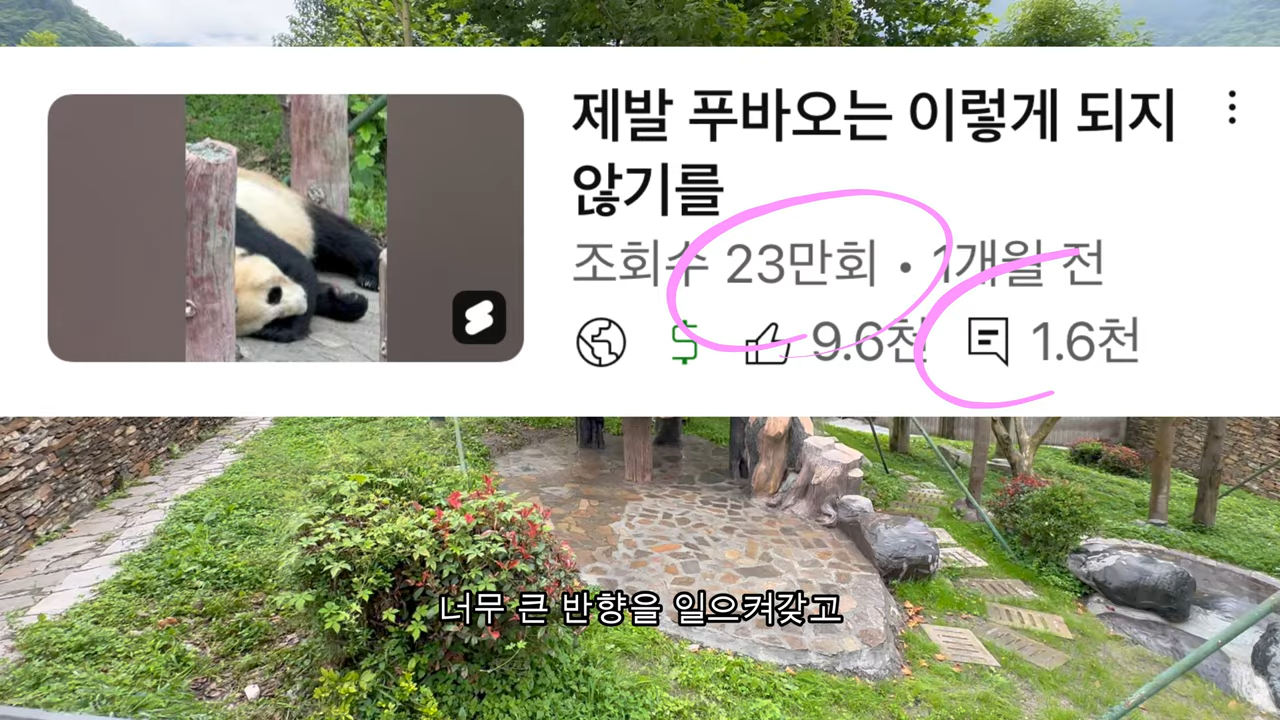 제발 푸바오는 이렇게 되지
않기를
조회수 23만회 • 1개월 전
9.6천 1.6천
너무 큰 반향을 일으켜갖고